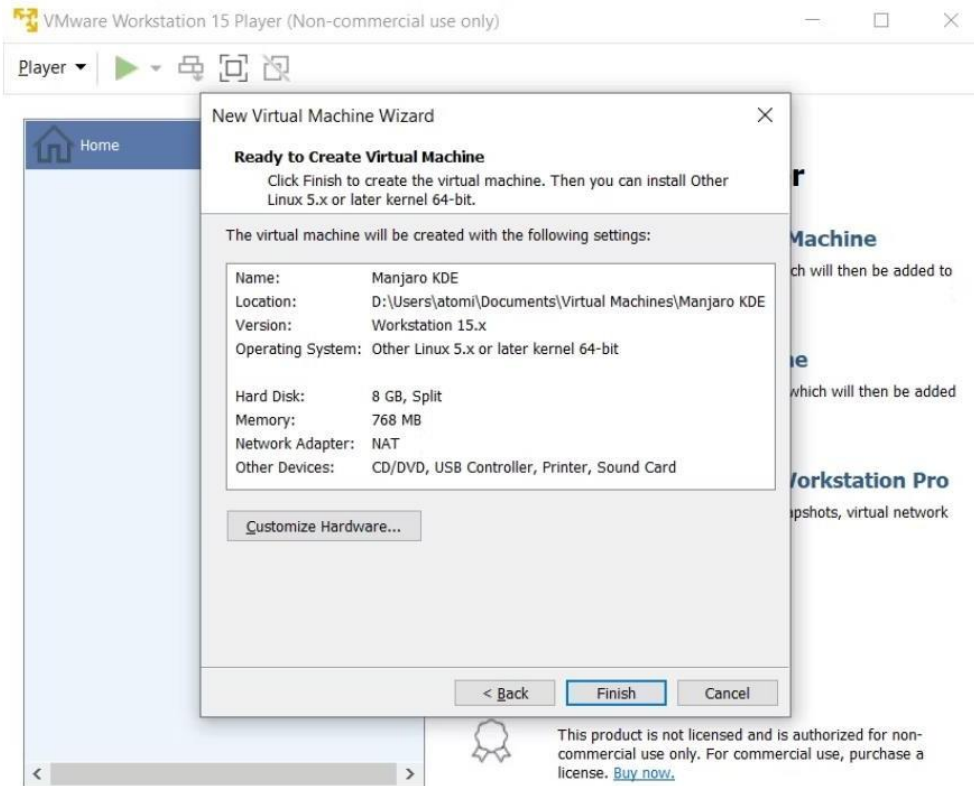 VMware Workstation 15 Player (Non-commercial use only)
Player
Home
New Virtual Machine Wizard
Ready to Create Virtual Machine
Click Finish to create the virtual machine. Then you can install Other
Linux 5.x or later kernel 64-bit.
The virtual machine will be created with the following settings:
Name: Manjaro KDE
Location: D:\Users\atomi\Documents\Virtual Machines\Manjaro KDE
Version: Workstation 15.x
Operating System: Other Linux 5.x or later kernel 64-bit
Hard Disk: 8 GB, Split
Memory: 768 MB
Network Adapter: NAT
Other Devices: CD/DVD, USB Controller, Printer, Sound Card
Customize Hardware...
< Back Finish Cancel
r
Machine
ch will then be added to
ne
which will then be added
Workstation Pro
apshots, virtual network
This product is not licensed and is authorized for non-
commercial use only. For commercial use, purchase a
license. Buy now.